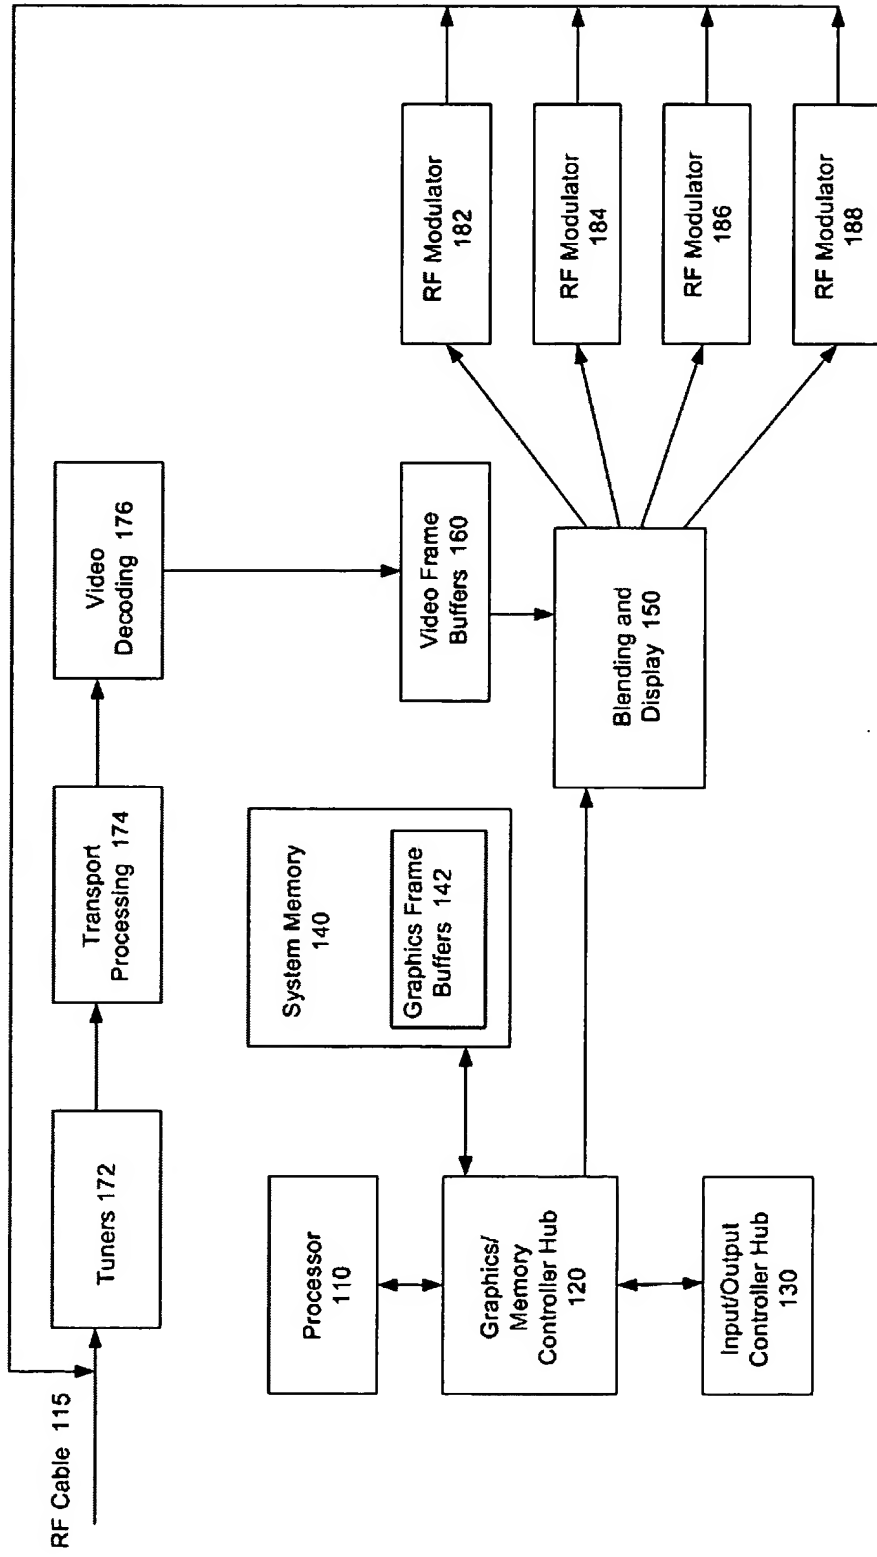 RF Cable 115
Tuners 172
Transport
Processing 174
Video
Decoding 176
Processor
110
Graphics/
Memory
Controller Hub
120
Input/Output
Controller Hub
130
System Memory
140
Graphics Frame
Buffers 142
Video Frame
Buffers 160
Blending and
Display 150
RF Modulator
182
RF Modulator
184
RF Modulator
186
RF Modulator
188